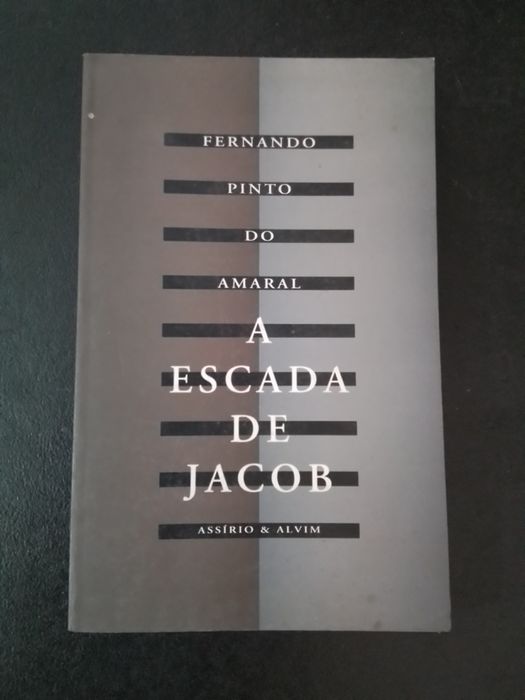 FERNANDO
PINTO
DO
AMARAL
A
ESCADA
DE
JACOB
ASSÍRIO & ALVIM